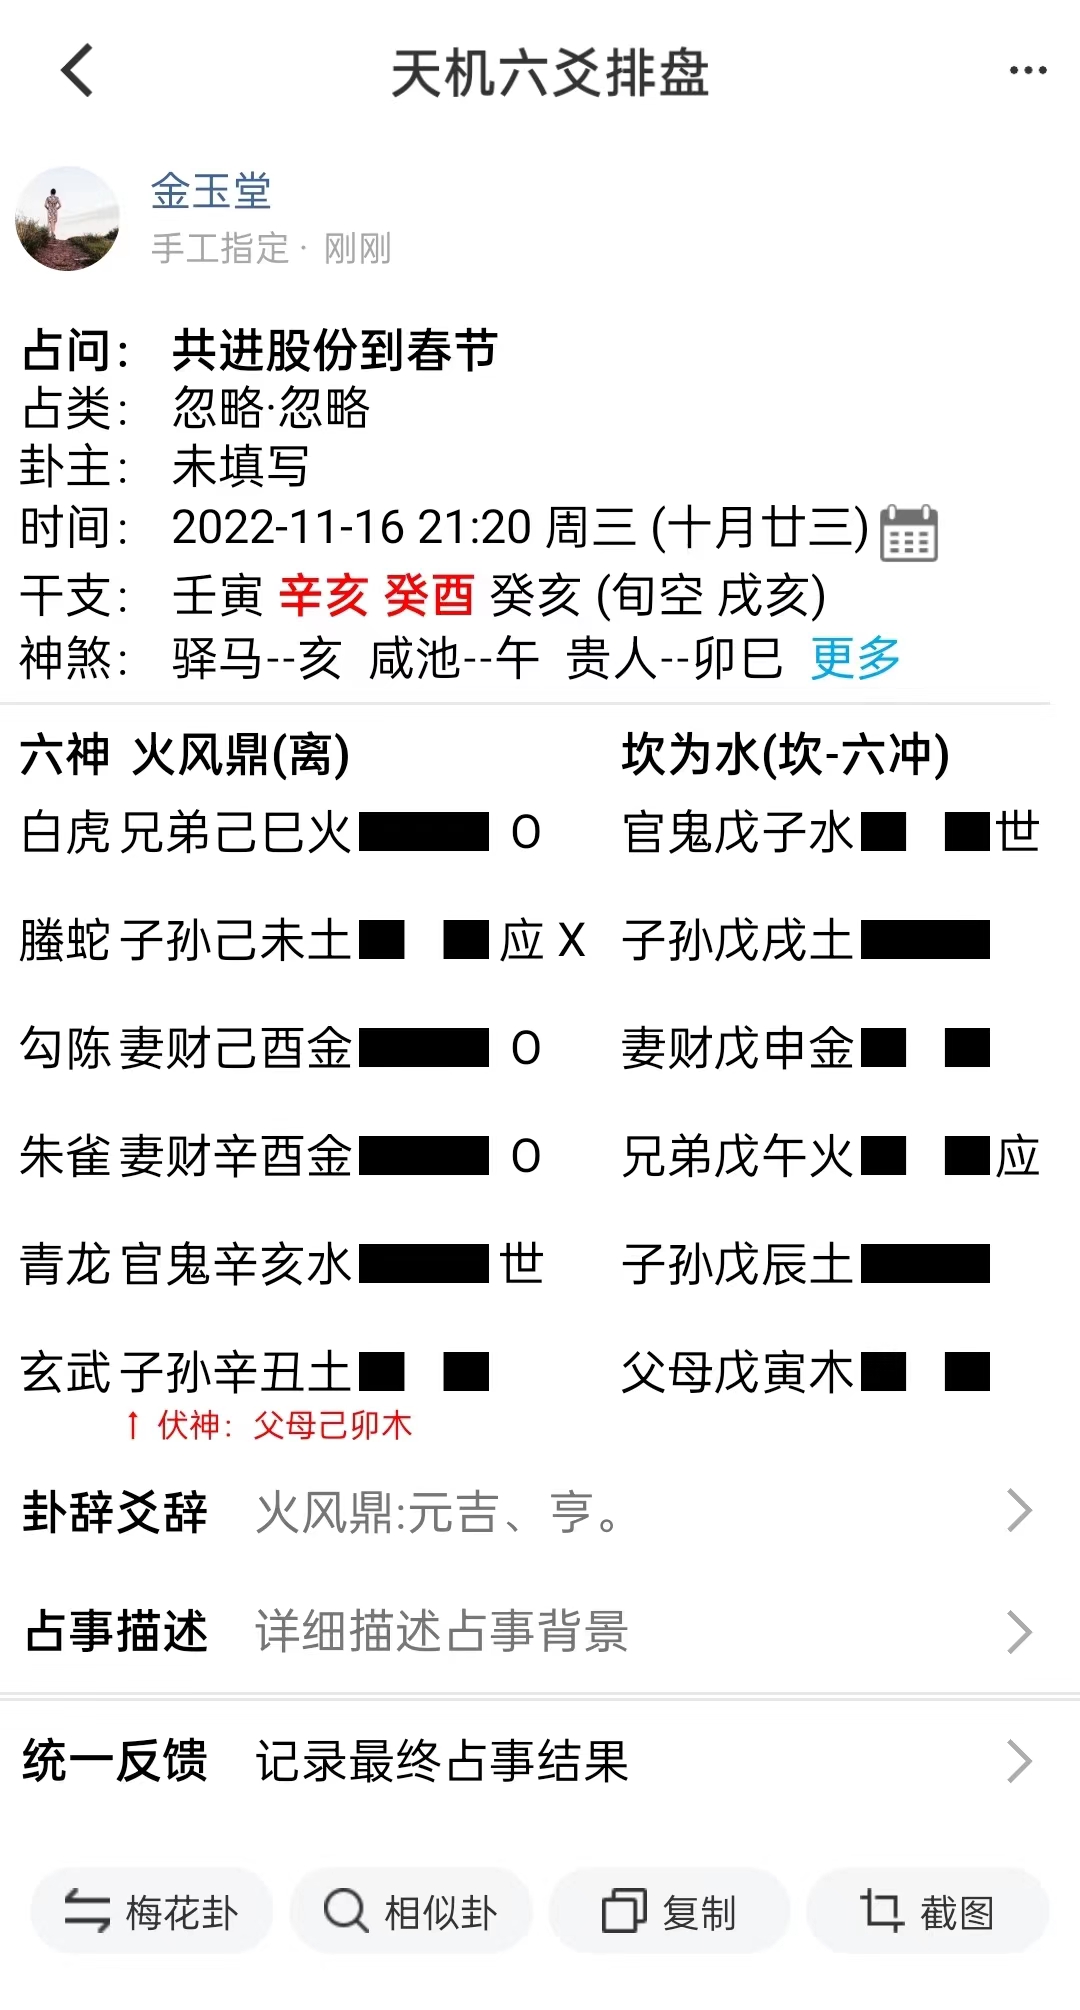 天机六爻排盘
金玉堂
手工指定· 刚刚
占问： 共进股份到春节
占类： 忽略·忽略
卦主： 未填写
时间： 2022-11-16 21:20 周三 (十月廿三)
干支： 壬寅 辛亥 癸酉 癸亥 (旬空 戌亥)
神煞： 驿马--亥 咸池--午 贵人--卯巳 更多
六神 火风鼎(离) 坎为水(坎-六冲)
白虎 兄弟己巳火 O 官鬼戊子水 世
螣蛇 子孙己未土 应 X 子孙戊戌土
勾陈 妻财己酉金 O 妻财戊申金
朱雀 妻财辛酉金 O 兄弟戊午火 应
青龙 官鬼辛亥水 世 子孙戊辰土
玄武 子孙辛丑土 父母戊寅木
↑ 伏神：父母己卯木
卦辞爻辞 火风鼎:元吉、亨。
占事描述 详细描述占事背景
统一反馈 记录最终占事结果
梅花卦 相似卦 复制 截图